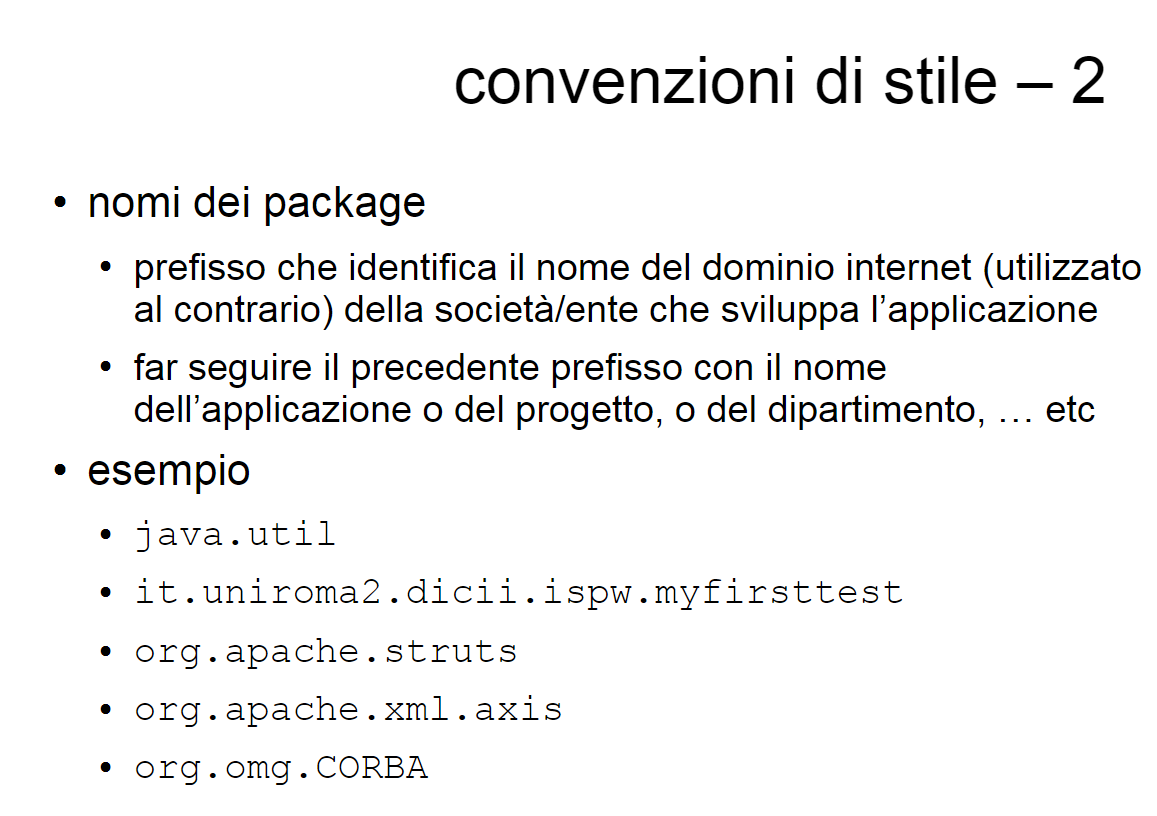 convenzioni di stile – 2
• nomi dei package
• prefisso che identifica il nome del dominio internet (utilizzato
al contrario) della società/ente che sviluppa l’applicazione
• far seguire il precedente prefisso con il nome
dell’applicazione o del progetto, o del dipartimento, … etc
• esempio
• java.util
• it.uniroma2.dicii.ispw.myfirsttest
• org.apache.struts
• org.apache.xml.axis
• org.omg.CORBA